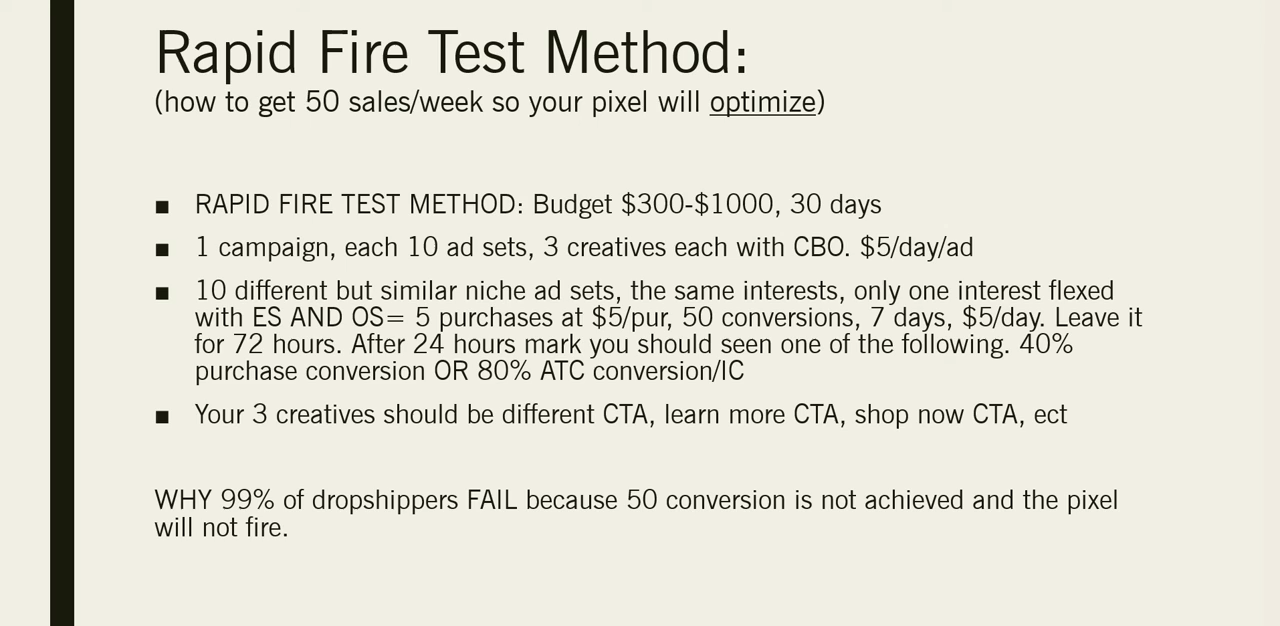 Rapid Fire Test Method:
(how to get 50 sales/week so your pixel will optimize)
■ RAPID FIRE TEST METHOD: Budget $300-$1000, 30 days
■ 1 campaign, each 10 ad sets, 3 creatives each with CBO. $5/day/ad
■ 10 different but similar niche ad sets, the same interests, only one interest flexed
with ES AND OS= 5 purchases at $5/pur, 50 conversions, 7 days, $5/day. Leave it
for 72 hours. After 24 hours mark you should seen one of the following. 40%
purchase conversion OR 80% ATC conversion/IC
■ Your 3 creatives should be different CTA, learn more CTA, shop now CTA, ect
WHY 99% of dropshippers FAIL because 50 conversion is not achieved and the pixel
will not fire.